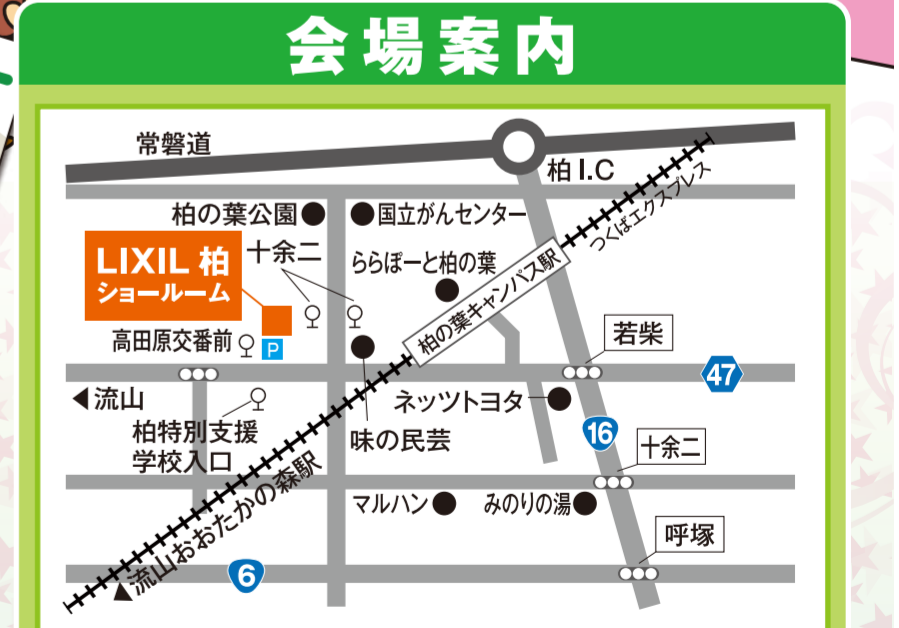 会場案内
常磐道
柏I.C
つくばエクスプレス
柏の葉公園
国立がんセンター
LIXIL 柏
ショールーム
十余二
ららぽーと柏の葉
柏の葉キャンパス駅
高田原交番前
P
若柴
47
◀流山
ネッツトヨタ
16
柏特別支援
学校入口
味の民芸
十余二
マルハン
みのりの湯
呼塚
▲流山おおたかの森駅
6